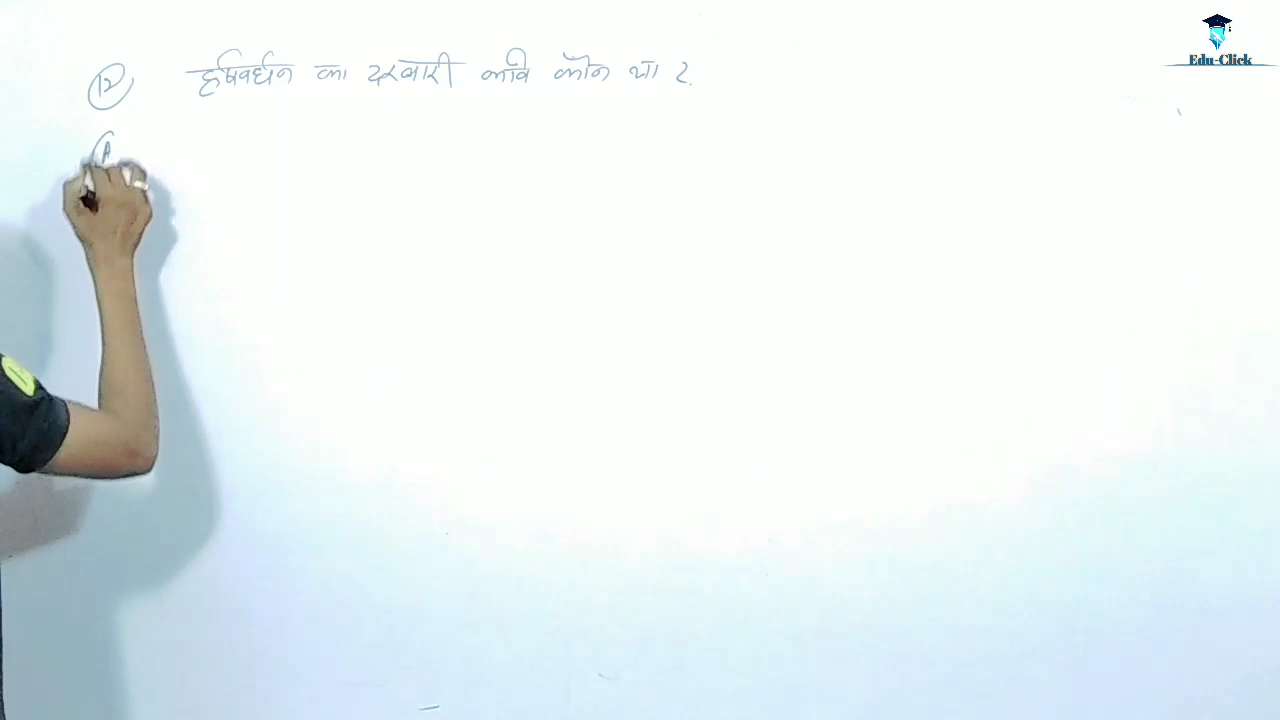 Edu-Click
(12) हर्षवर्धन का दरबारी कवि कौन था ?
(A